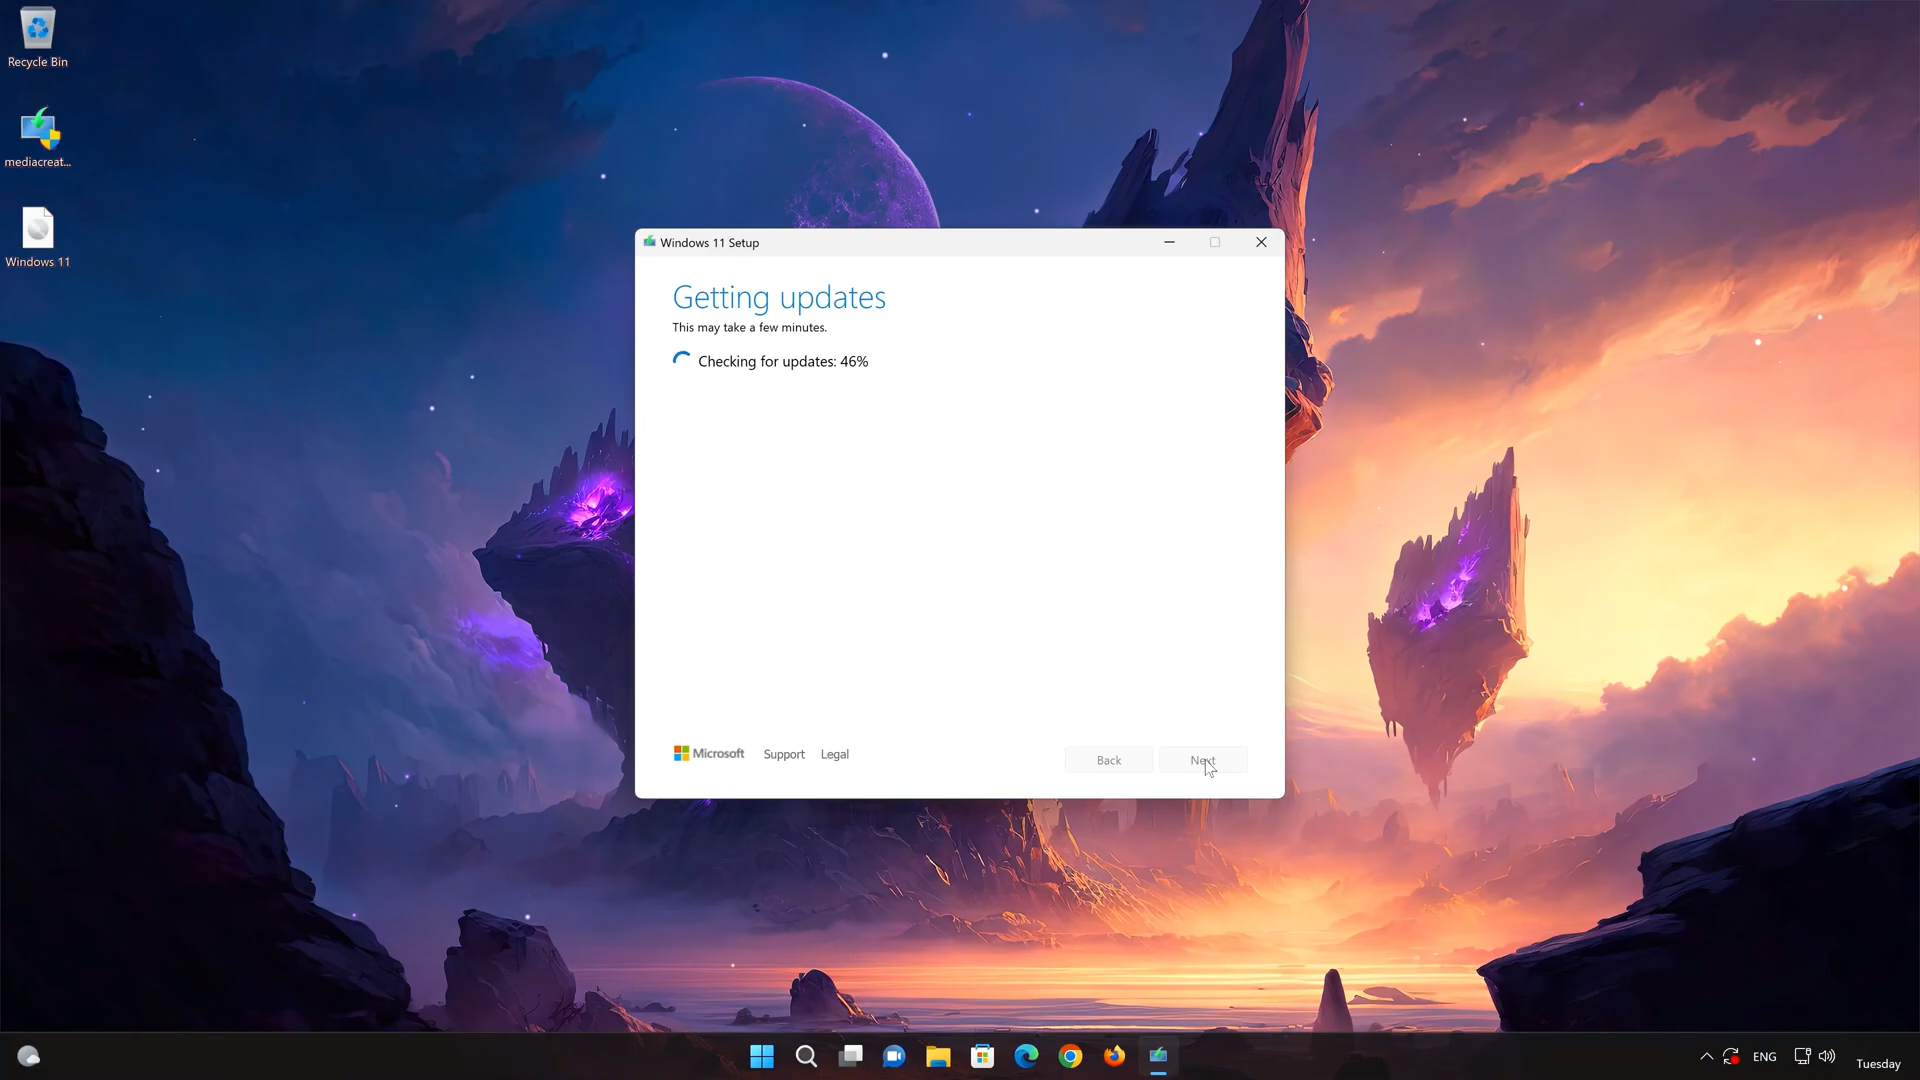 Recycle Bin
mediacreat...
Windows 11
Windows 11 Setup
Getting updates
This may take a few minutes.
Checking for updates: 46%
Microsoft Support Legal
Back Next
ENG
Tuesday